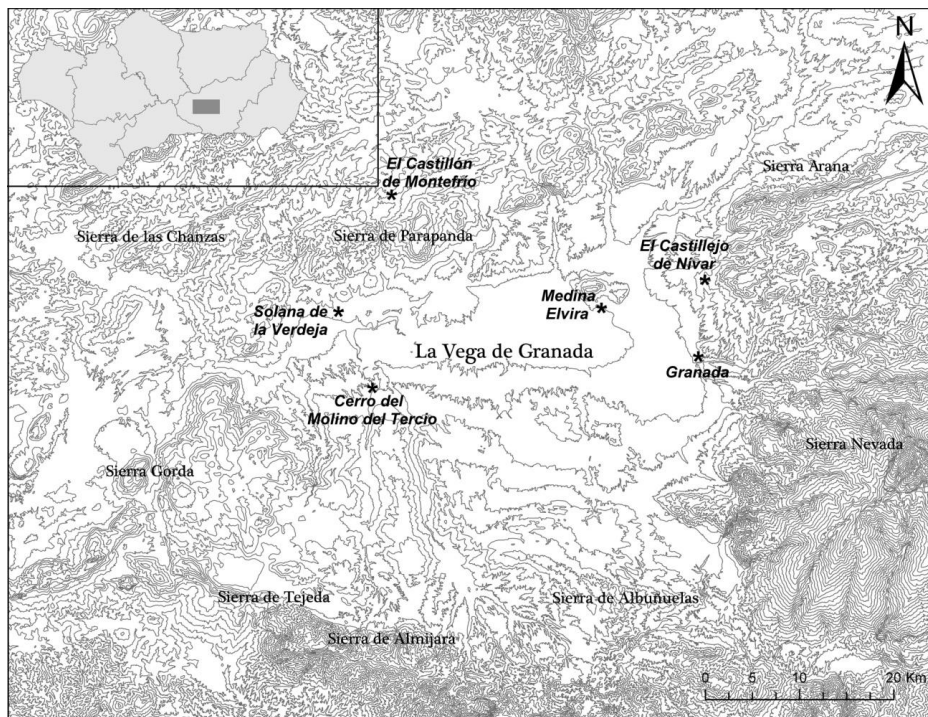 N
El Castillón
de Montefrío
Sierra Arana
Sierra de las Chanzas
Sierra de Parapanda
El Castillejo
de Nívar
Solana de
la Verdeja
Medina
Elvira
La Vega de Granada
Granada
Cerro del
Molino del Tercio
Sierra Nevada
Sierra Gorda
Sierra de Tejeda
Sierra de Albuñuelas
Sierra de Almijara
0 5 10 20 Km